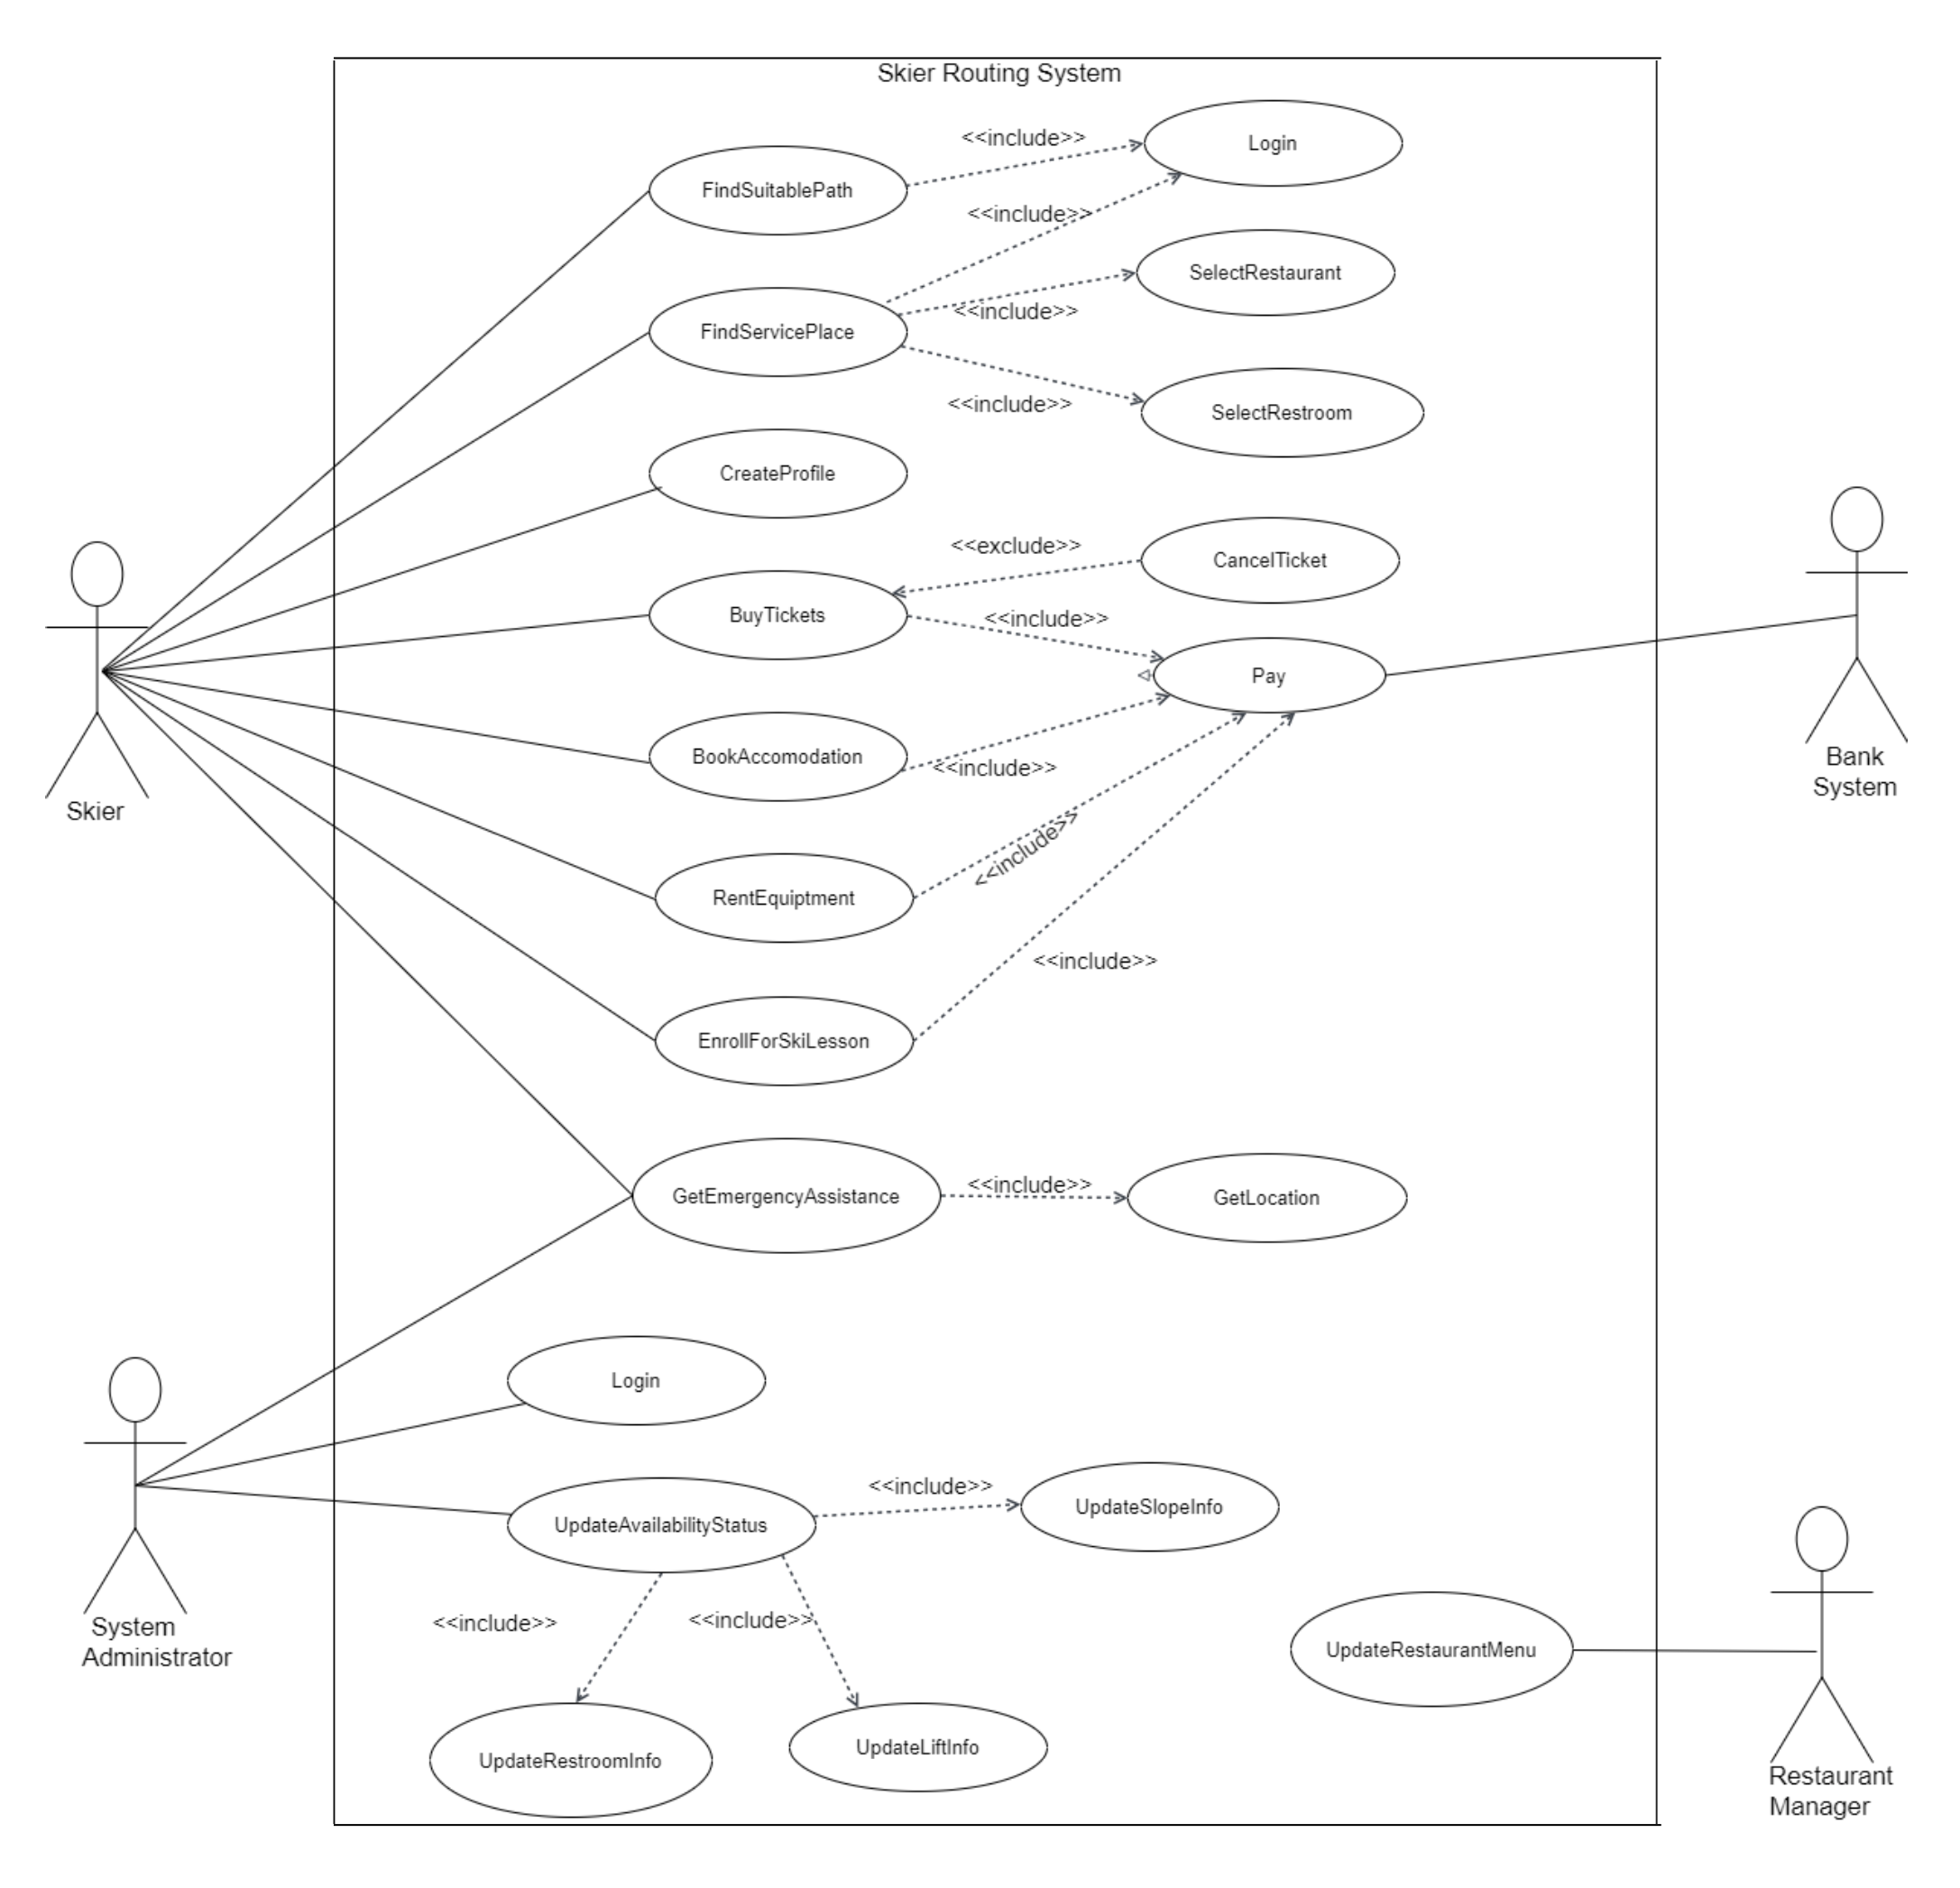 Skier Routing System
<<include>>
Login
FindSuitablePath
<<include>>
SelectRestaurant
<<include>>
FindServicePlace
<<include>>
SelectRestroom
CreateProfile
<<exclude>>
CancelTicket
BuyTickets
<<include>>
Pay
BookAccomodation
<<include>>
Bank
System
Skier
<<include>>
RentEquiptment
<<include>>
EnrollForSkiLesson
<<include>>
GetEmergencyAssistance
GetLocation
Login
<<include>>
UpdateSlopeInfo
UpdateAvailabilityStatus
<<include>>
<<include>>
System
Administrator
UpdateRestaurantMenu
UpdateRestroomInfo
UpdateLiftInfo
Restaurant
Manager